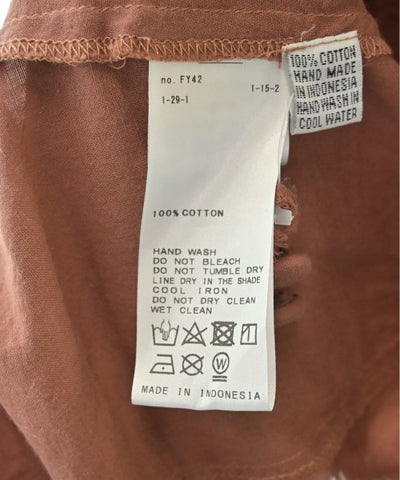 no. FY42
1-15-2
1-29-1
100% COTTON
HAND WASH
DO NOT BLEACH
DO NOT TUMBLE DRY
LINE DRY IN THE SHADE
COOL IRON
DO NOT DRY CLEAN
WET CLEAN
W
MADE IN INDONESIA
100% COTTON
HAND MADE
IN INDONESIA
HAND WASH IN
COOL WATER